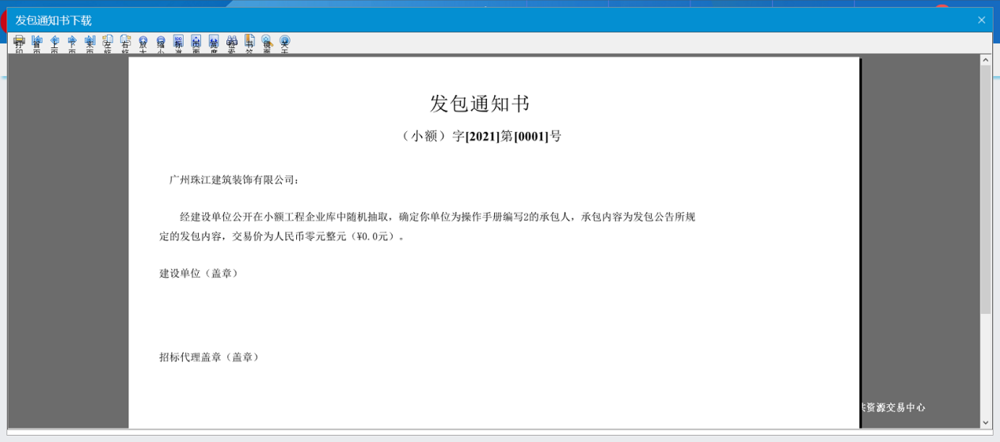 发包通知书下载
打印 首页 上页 下页 末页 左旋 右旋 放大 缩小 标准 页面 宽度 检索 书签 镜面 关于
发包通知书
（小额）字[2021]第[0001]号
广州珠江建筑装饰有限公司：
经建设单位公开在小额工程企业库中随机抽取，确定你单位为操作手册编写2的承包人，承包内容为发包公告所规
定的发包内容，交易价为人民币零元整元（¥0.0元）。
建设单位（盖章）
招标代理盖章（盖章）
资源交易中心